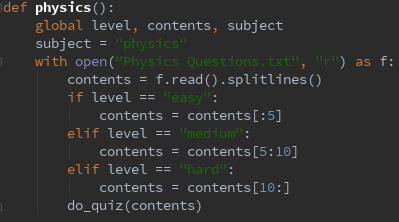 def physics():
    global level, contents, subject
    subject = "physics"
    with open("Physics Questions.txt", "r") as f:
        contents = f.read().splitlines()
        if level == "easy":
            contents = contents[:5]
        elif level == "medium":
            contents = contents[5:10]
        elif level == "hard":
            contents = contents[10:]
        do_quiz(contents)